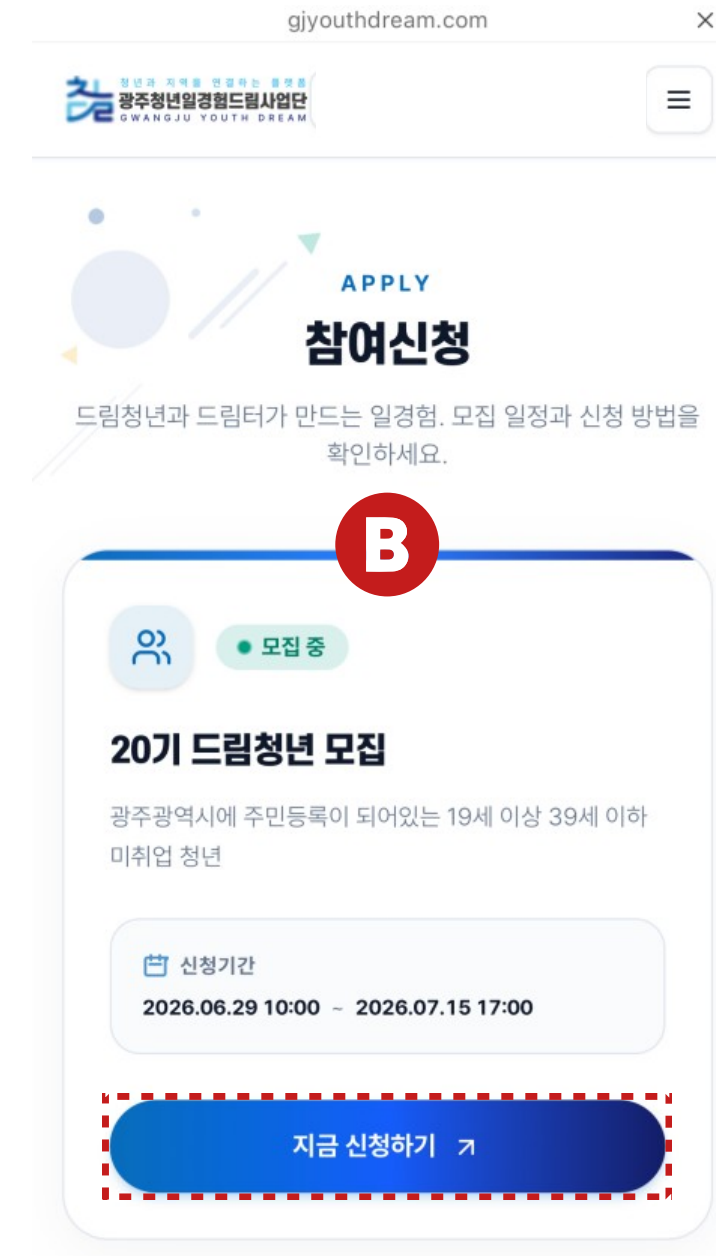 gjyouthdream.com
청년과 지역을 연결하는 플랫폼
광주청년일경험드림사업단
GWANGJU YOUTH DREAM
APPLY
참여신청
드림청년과 드림터가 만드는 일경험. 모집 일정과 신청 방법을
확인하세요.
B
모집 중
20기 드림청년 모집
광주광역시에 주민등록이 되어있는 19세 이상 39세 이하
미취업 청년
신청기간
2026.06.29 10:00 ~ 2026.07.15 17:00
지금 신청하기